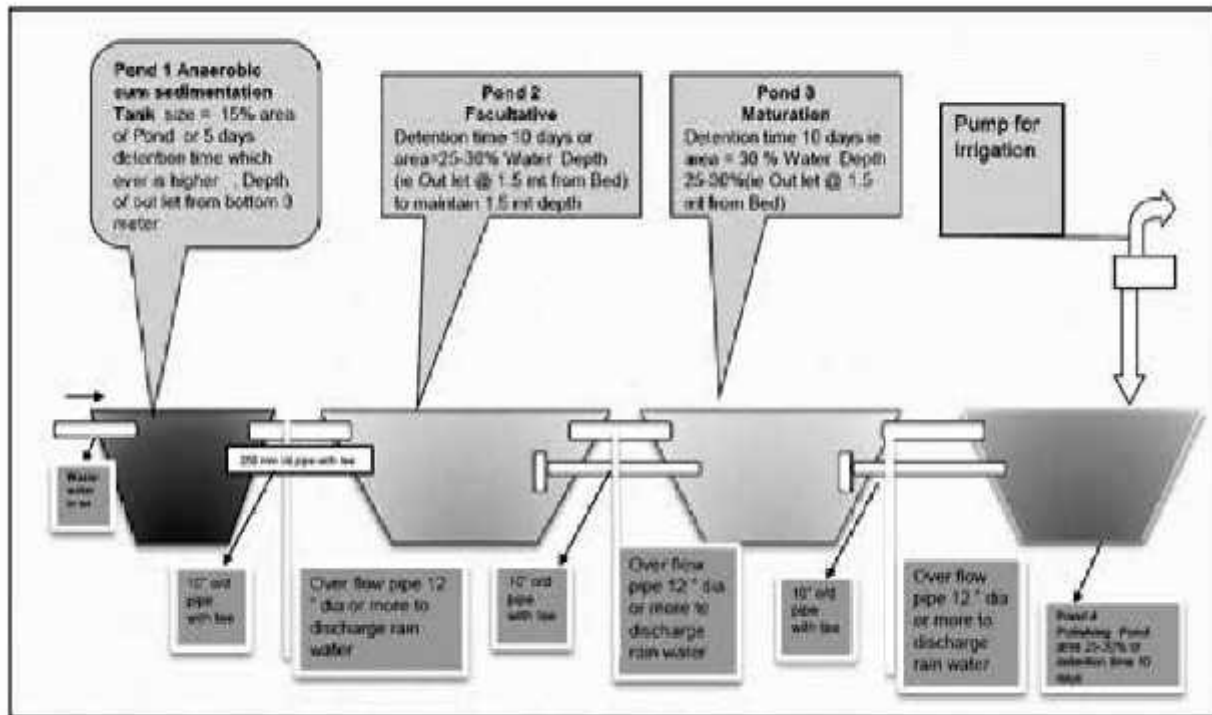 Pond 1 Anaerobic
cum sedimentation
Tank size = 15% area
of Pond or 5 days
detention time which
ever is higher , Depth
of out let from bottom 3
meter
Pond 2
Facultative
Detention time 10 days or
area=25-30% Water Depth
(ie Out let @ 1.5 mt from Bed)
to maintain 1.5 mt depth
Pond 3
Maturation
Detention time 10 days ie
area = 30 % Water Depth
25-30%(ie Out let @ 1.5
mt from Bed)
Pump for
Irrigation
water
250 mm pipe with tee
10" o/d
pipe
with tee
Over flow pipe 12
" dia or more to
discharge rain
water
10" o/d
pipe
with tee
Over flow
pipe 12 " dia
or more to
discharge
rain water
10" o/d
pipe
with tee
Over flow
pipe 12 " dia
or more to
discharge
rain water
Pond 4
Polishing Pond
area 25-30% or
detention time 10
days